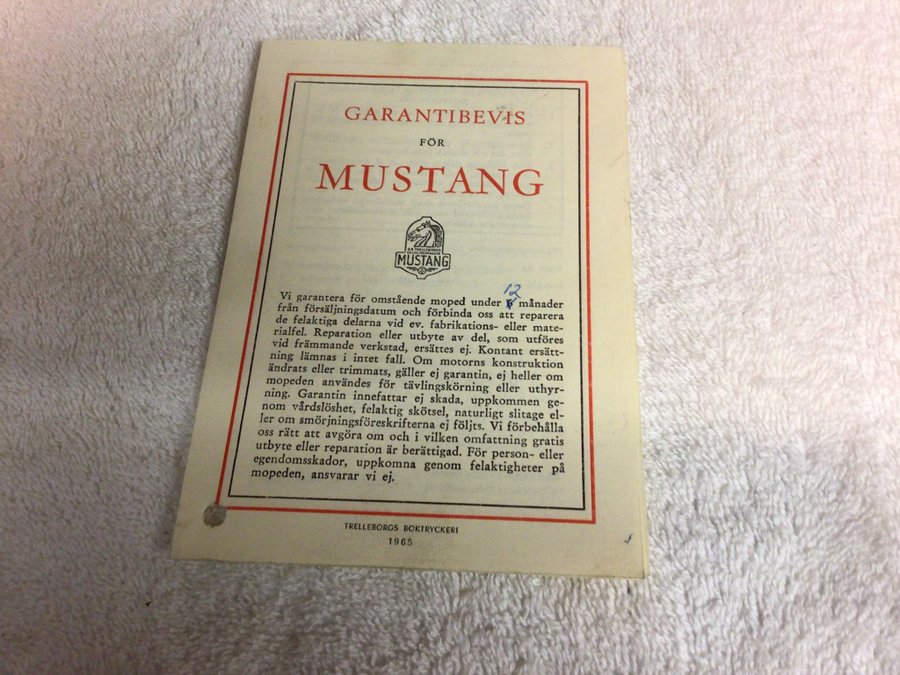 GARANTIBEVIS
FÖR
MUSTANG
MUSTANG
12
Vi garantera för omstående moped under månader
från försäljningsdatum och förbinda oss att reparera
de felaktiga delarna vid ev. fabrikations- eller mate-
rialfel. Reparation eller utbyte av del, som utföres
vid främmande verkstad, ersättes ej. Kontant ersätt-
ning lämnas i intet fall. Om motorns konstruktion
ändrats eller trimmats, gäller ej garantin, ej heller om
mopeden användes för tävlingskörning eller uthyr-
ning. Garantin innefattar ej skada, uppkommen ge-
nom vårdslöshet, felaktig skötsel, naturligt slitage el-
ler om smörjningsföreskrifterna ej följts. Vi förbehålla
oss rätt att avgöra om och i vilken omfattning gratis
utbyte eller reparation är berättigad. För person- eller
egendomsskador, uppkomna genom felaktigheter på
mopeden, ansvarar vi ej.
TRELLEBORGS BOKTRYCKERI
1965